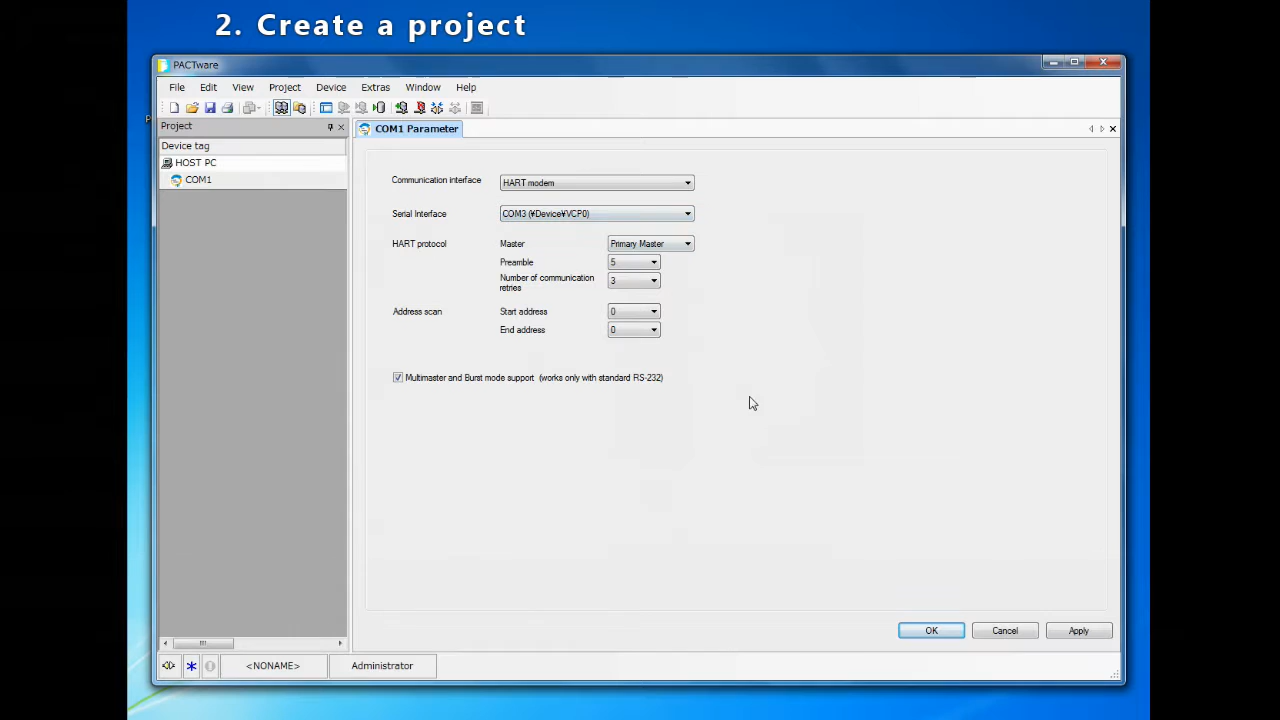 2. Create a project
PACTware
File Edit View Project Device Extras Window Help
Project
COM1 Parameter
Device tag
HOST PC
COM1
Communication interface HART modem
Serial Interface COM3 (¥Device¥VCP0)
HART protocol Master Primary Master
Preamble 5
Number of communication retries 3
Address scan Start address 0
End address 0
Multimaster and Burst mode support (works only with standard RS-232)
OK Cancel Apply
<NONAME> Administrator